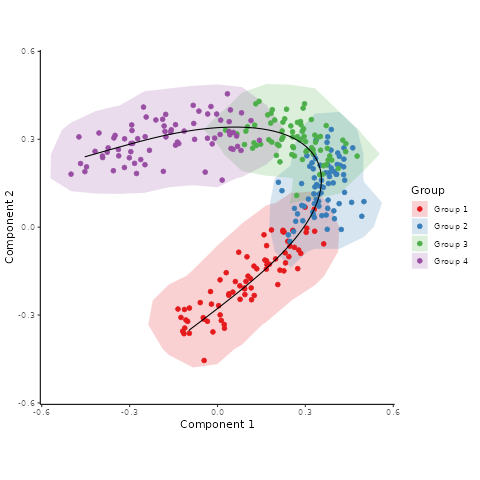 0.6
0.3
0.0
-0.3
-0.6
Component 2
-0.6 -0.3 0.0 0.3 0.6
Component 1
Group
Group 1
Group 2
Group 3
Group 4